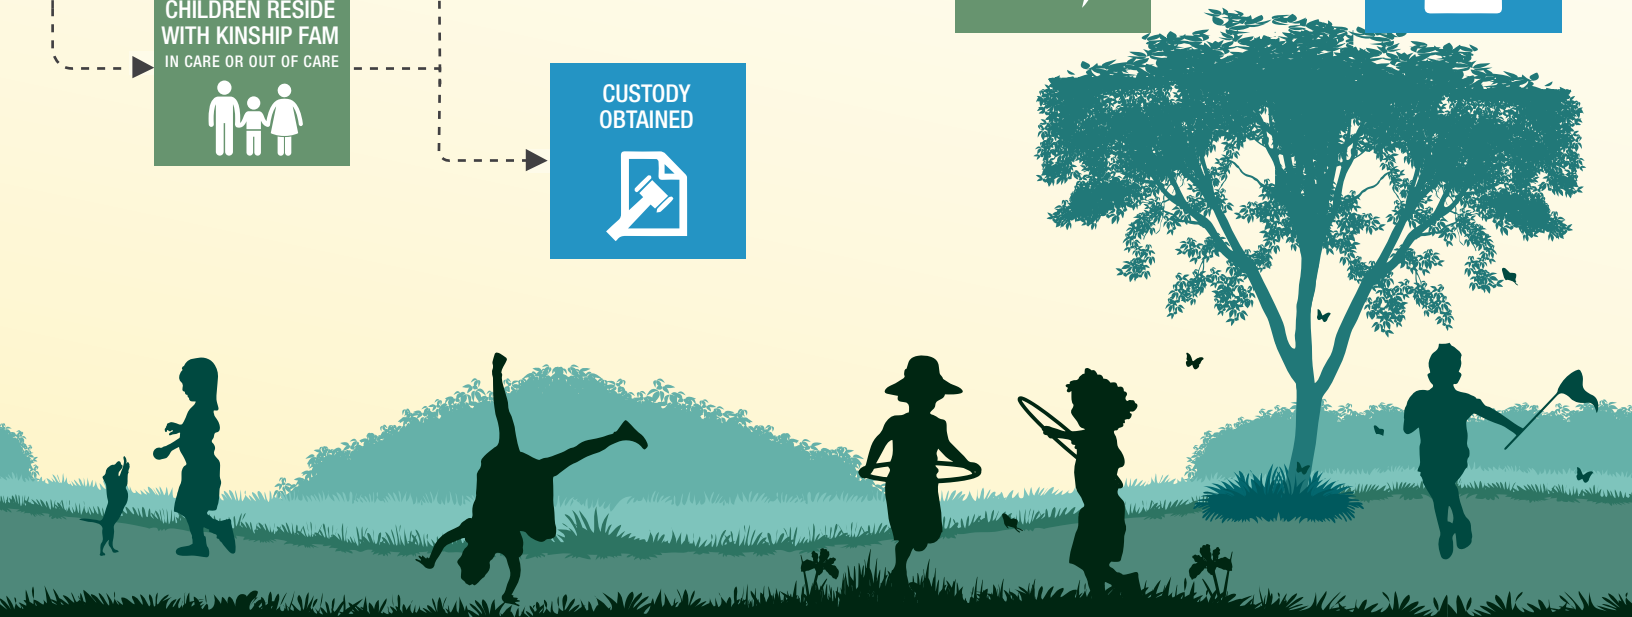 CHILDREN RESIDE
WITH KINSHIP FAM
IN CARE OR OUT OF CARE
CUSTODY
OBTAINED